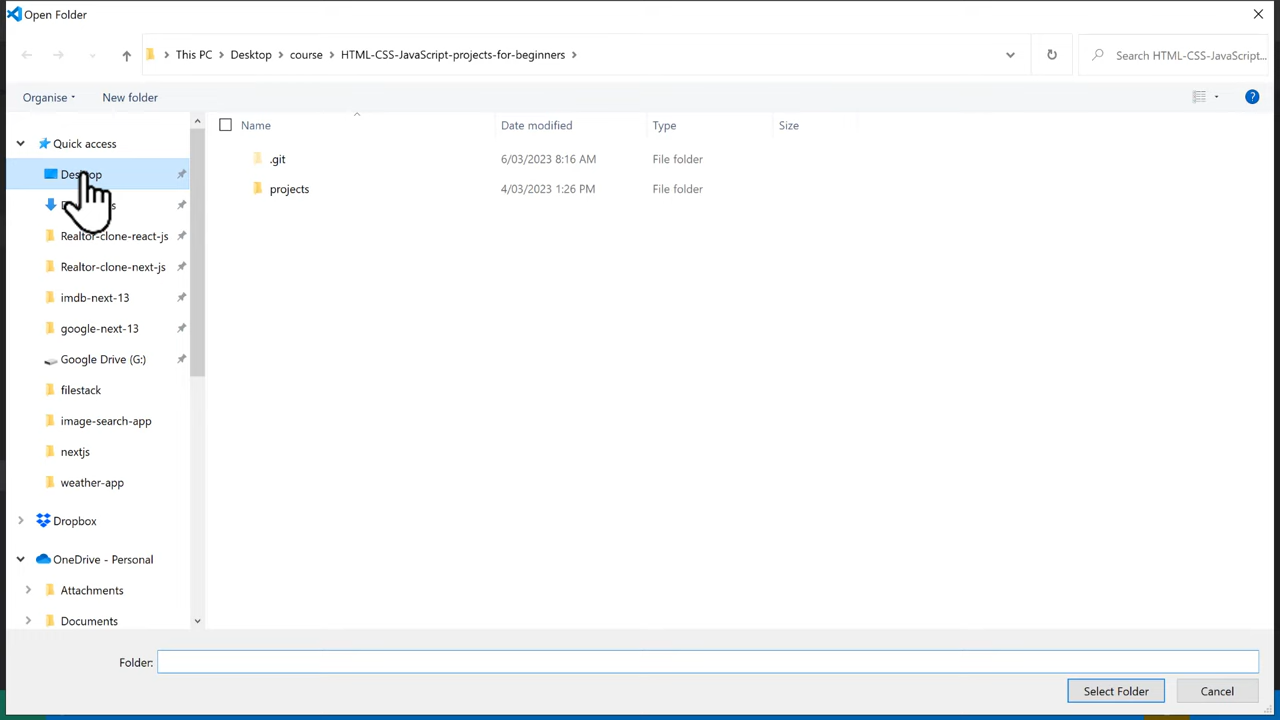 Open Folder
This PC > Desktop > course > HTML-CSS-JavaScript-projects-for-beginners >
Search HTML-CSS-JavaScript...
Organise
New folder
?
Name
Date modified
Type
Size
Quick access
Desktop
Realtor-clone-react-js
Realtor-clone-next-js
imdb-next-13
google-next-13
Google Drive (G:)
filestack
image-search-app
nextjs
weather-app
Dropbox
OneDrive - Personal
Attachments
Documents
.git 6/03/2023 8:16 AM File folder
projects 4/03/2023 1:26 PM File folder
Folder:
Select Folder
Cancel